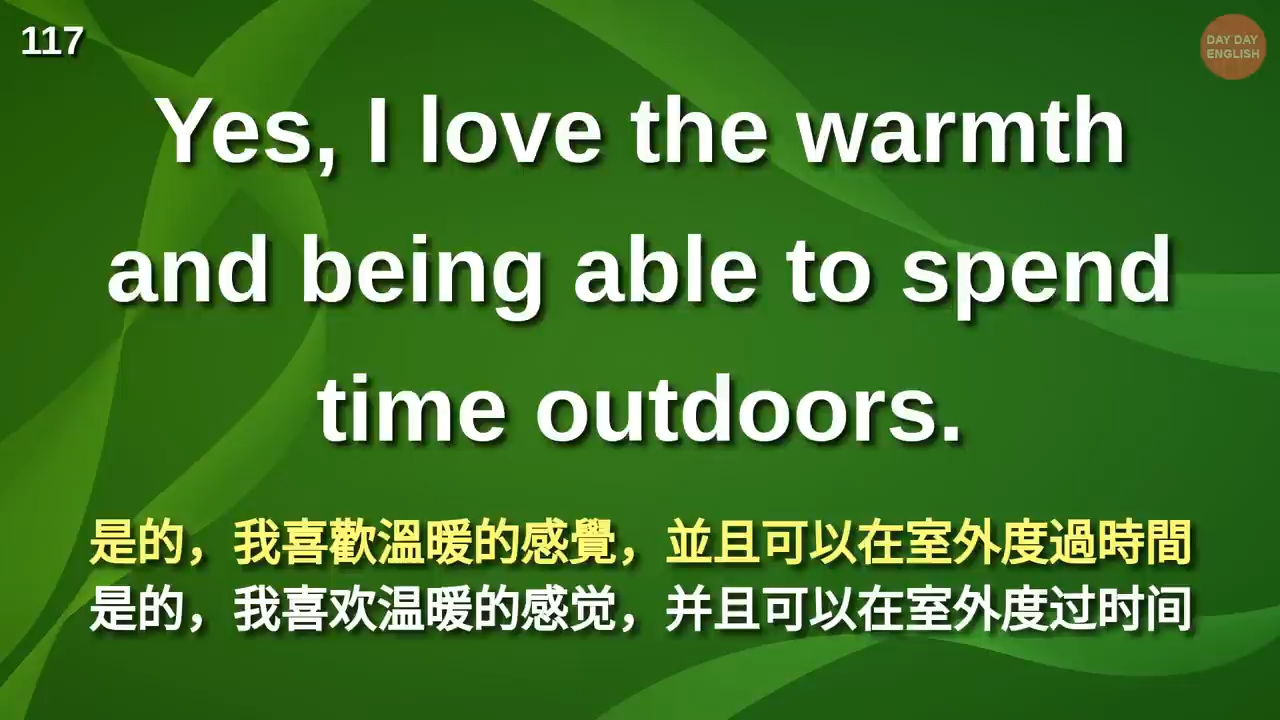 117
DAY DAY
ENGLISH
Yes, I love the warmth
and being able to spend
time outdoors.
是的，我喜歡溫暖的感覺，並且可以在室外度過時間
是的，我喜欢温暖的感觉，并且可以在室外度过时间